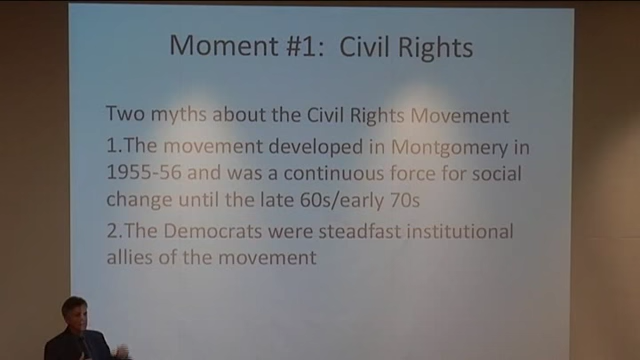 Moment #1: Civil Rights
Two myths about the Civil Rights Movement
1.The movement developed in Montgomery in
1955-56 and was a continuous force for social
change until the late 60s/early 70s
2.The Democrats were steadfast institutional
allies of the movement